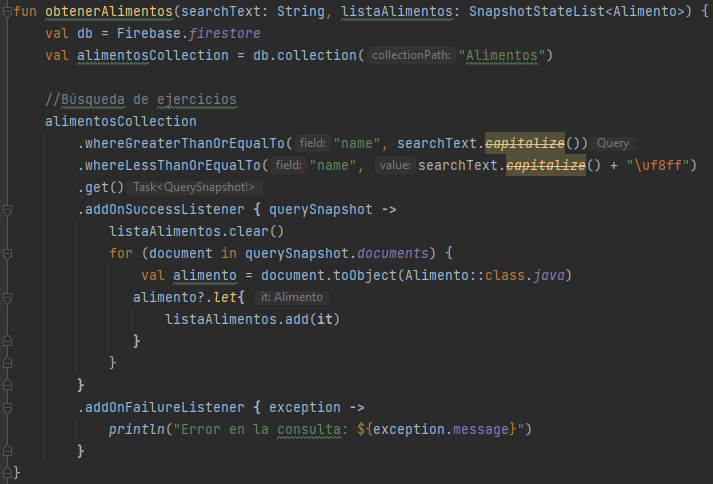 fun obtenerAlimentos(searchText: String, listaAlimentos: SnapshotStateList<Alimento>) {
    val db = Firebase.firestore
    val alimentosCollection = db.collection( collectionPath: "Alimentos")

    //Búsqueda de ejercicios
    alimentosCollection
        .whereGreaterThanOrEqualTo( field: "name", searchText.capitalize()) Query
        .whereLessThanOrEqualTo( field: "name", value: searchText.capitalize() + "\uf8ff")
        .get() Task<QuerySnapshot!>
        .addOnSuccessListener { querySnapshot ->
            listaAlimentos.clear()
            for (document in querySnapshot.documents) {
                val alimento = document.toObject(Alimento::class.java)
               alimento?.let{ it: Alimento
                   listaAlimentos.add(it)
               }
            }
        }
        .addOnFailureListener { exception ->
            println("Error en la consulta: ${exception.message}")
        }
}